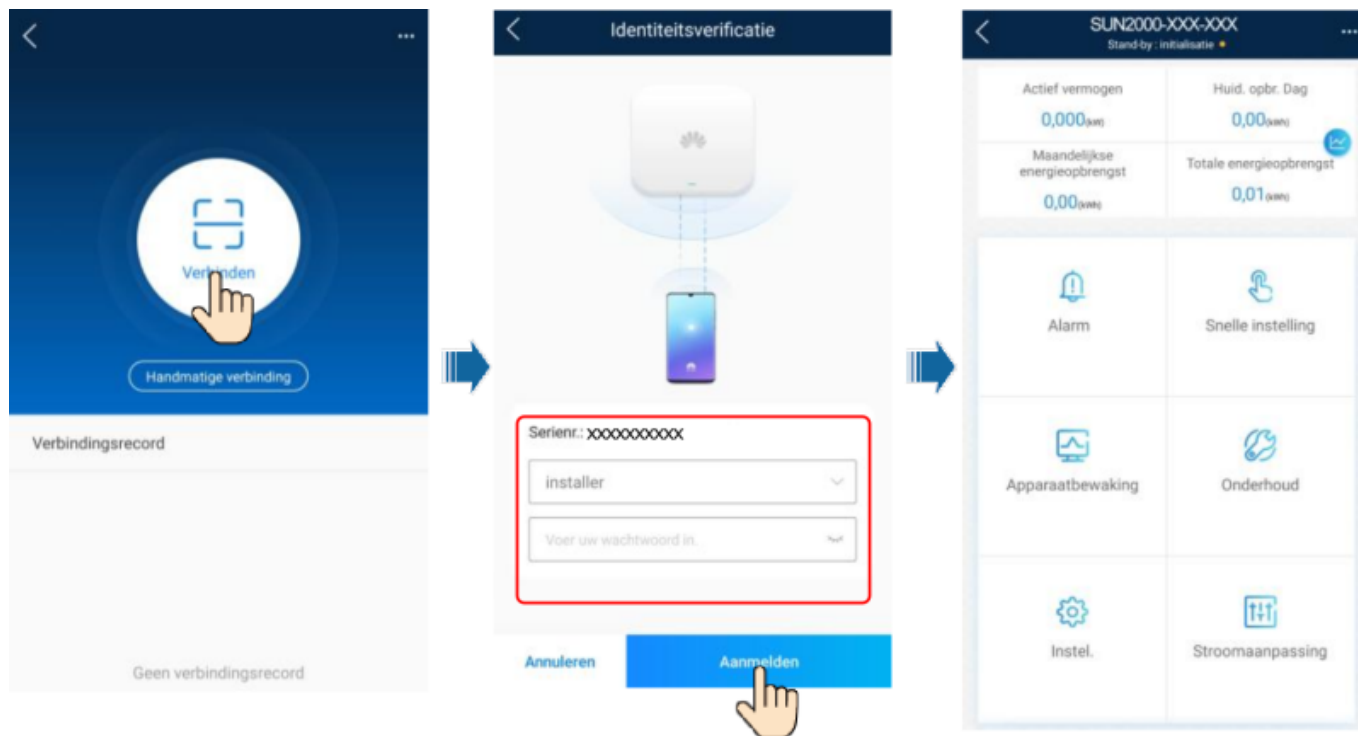 Verbinden
Handmatige verbinding
Verbindingsrecord
Geen verbindingsrecord
Identiteitsverificatie
Serienr.: XXXXXXXXXX
installer
Voer uw wachtwoord in.
Annuleren
Aanmelden
SUN2000-XXX-XXX
Stand-by : initialisatie
Actief vermogen
Huid. opbr. Dag
0,000(kW)
0,00(kWh)
Maandelijkse
energieopbrengst
Totale energieopbrengst
0,00(kWh)
0,01(kWh)
Alarm
Snelle instelling
Apparaatbewaking
Onderhoud
Instel.
Stroomaanpassing